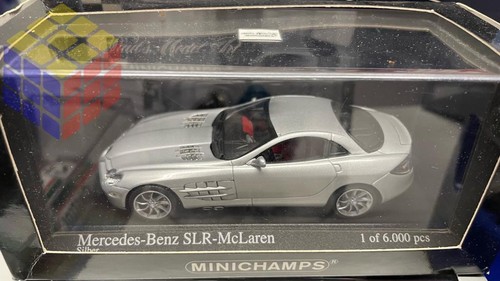 Mercedes-Benz SLR-McLaren
1 of 6.000 pcs
Silber
MINICHAMPS